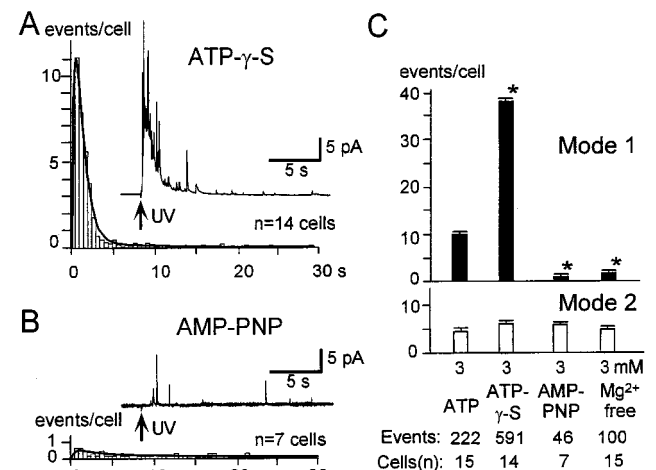 A
events/cell
ATP-γ-S
10
5
0
5 pA
5 s
UV
n=14 cells
0
10
20
30 s
B
AMP-PNP
5 pA
5 s
events/cell
UV
n=7 cells
1
0
C
events/cell
40
30
20
10
0
Mode 1
*
*
*
Mode 2
10
0
3 3 3 3 mM
ATP ATP-γ-S AMP-PNP Mg2+ free
Events: 222 591 46 100
Cells(n): 15 14 7 15